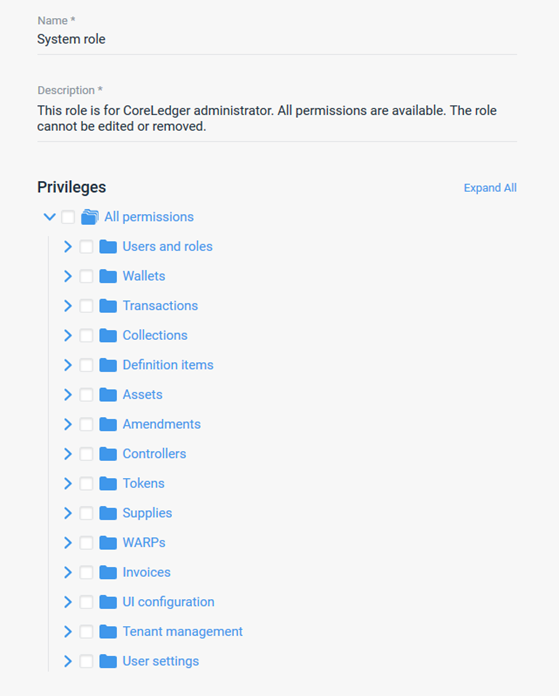 Name *
System role
Description *
This role is for CoreLedger administrator. All permissions are available. The role
cannot be edited or removed.
Privileges
Expand All
All permissions
Users and roles
Wallets
Transactions
Collections
Definition items
Assets
Amendments
Controllers
Tokens
Supplies
WARPs
Invoices
UI configuration
Tenant management
User settings